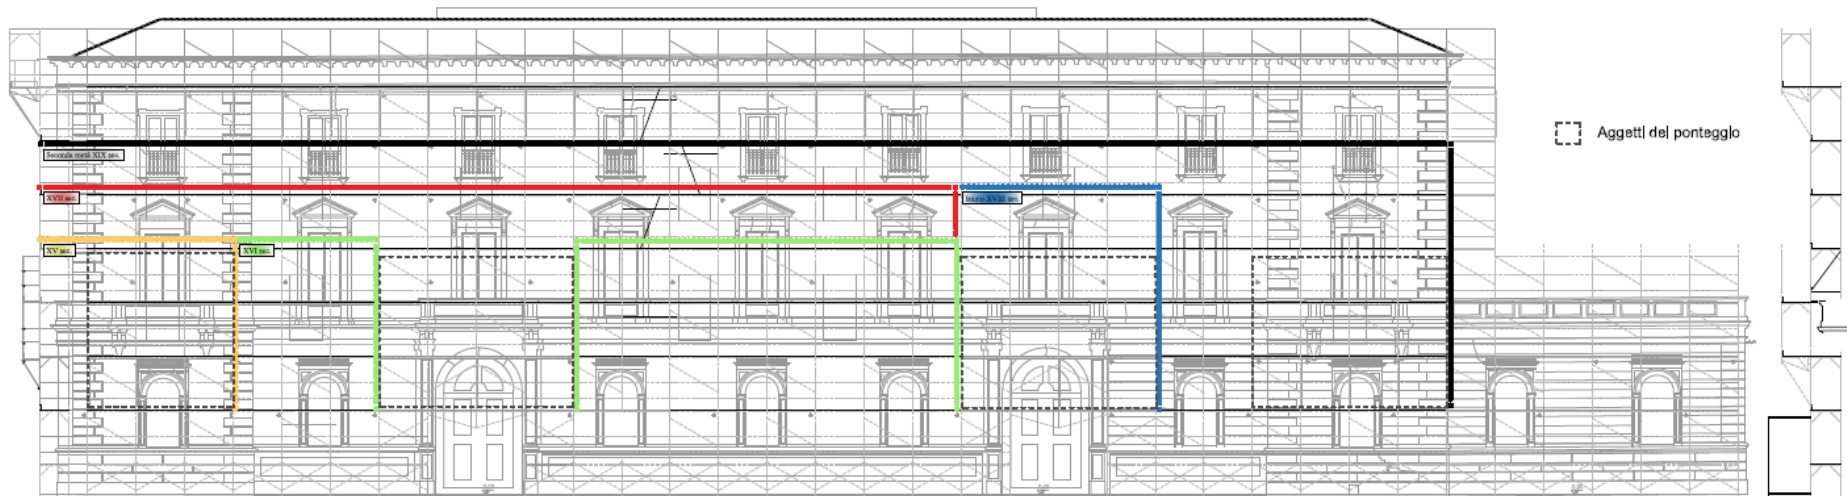 Seconda metà XIX sec.
Aggetti del ponteggio
XVII sec.
Inizio XVIII sec.
XV sec.
XVI sec.